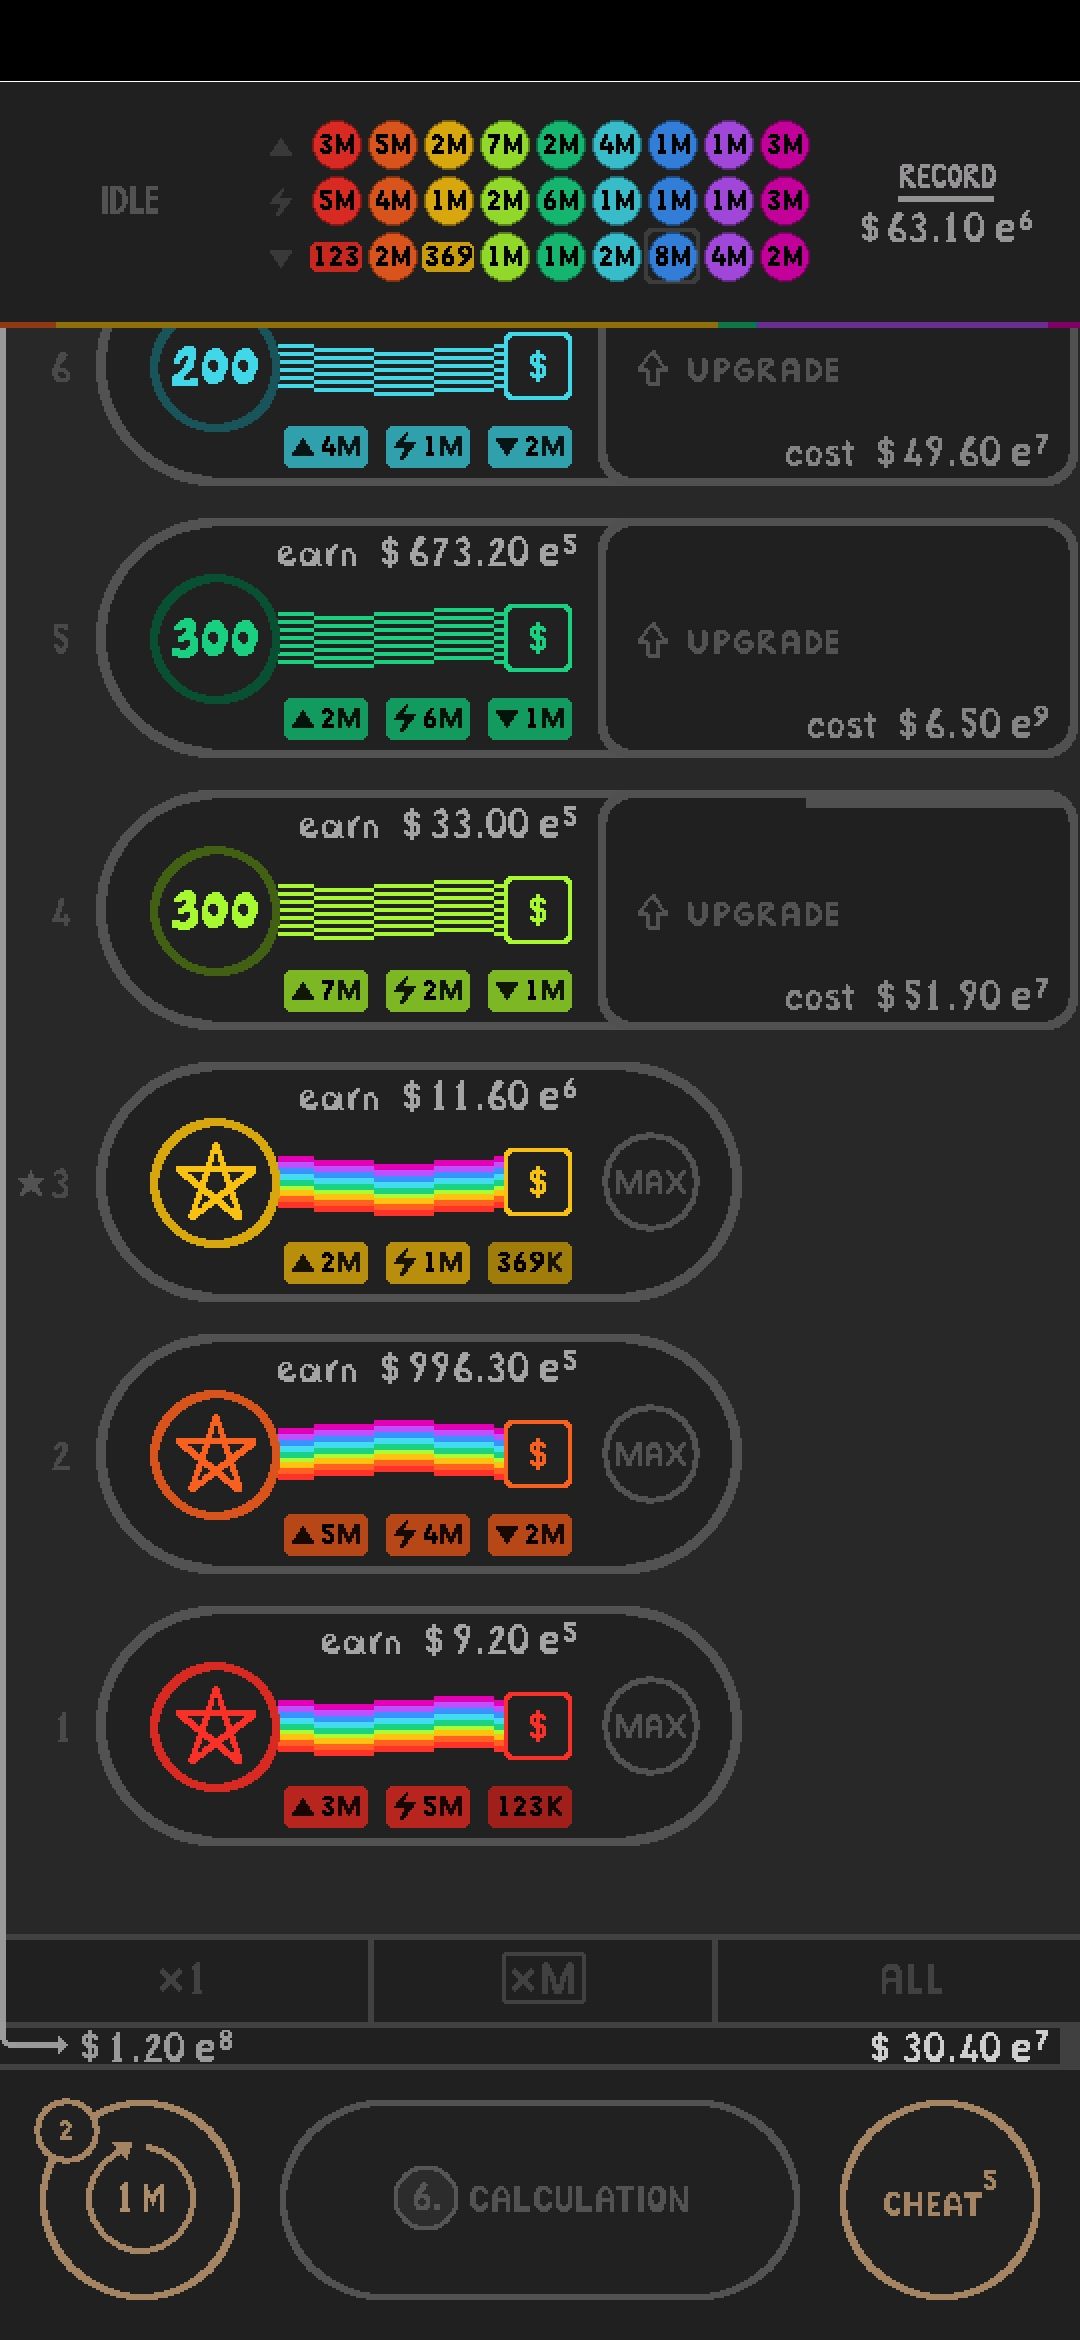 3M 5M 2M 7M 2M 4M 1M 1M 3M
IDLE 5M 4M 1M 2M 6M 1M 1M 1M 3M
123 2M 369 1M 1M 2M 8M 4M 2M
RECORD
$63.10 e⁶
6 200 $ UPGRADE
4M 1M 2M cost $49.60 e⁷
earn $673.20 e⁵
5 300 $ UPGRADE
2M 6M 1M cost $6.50 e⁹
earn $33.00 e⁵
4 300 $ UPGRADE
7M 2M 1M cost $51.90 e⁷
earn $11.60 e⁶
★3 $ MAX
2M 1M 369K
earn $996.30 e⁵
2 $ MAX
5M 4M 2M
earn $9.20 e⁵
1 $ MAX
3M 5M 123K
×1 ×M ALL
$1.20 e⁸ $30.40 e⁷
2
1M 6. CALCULATION CHEAT⁵